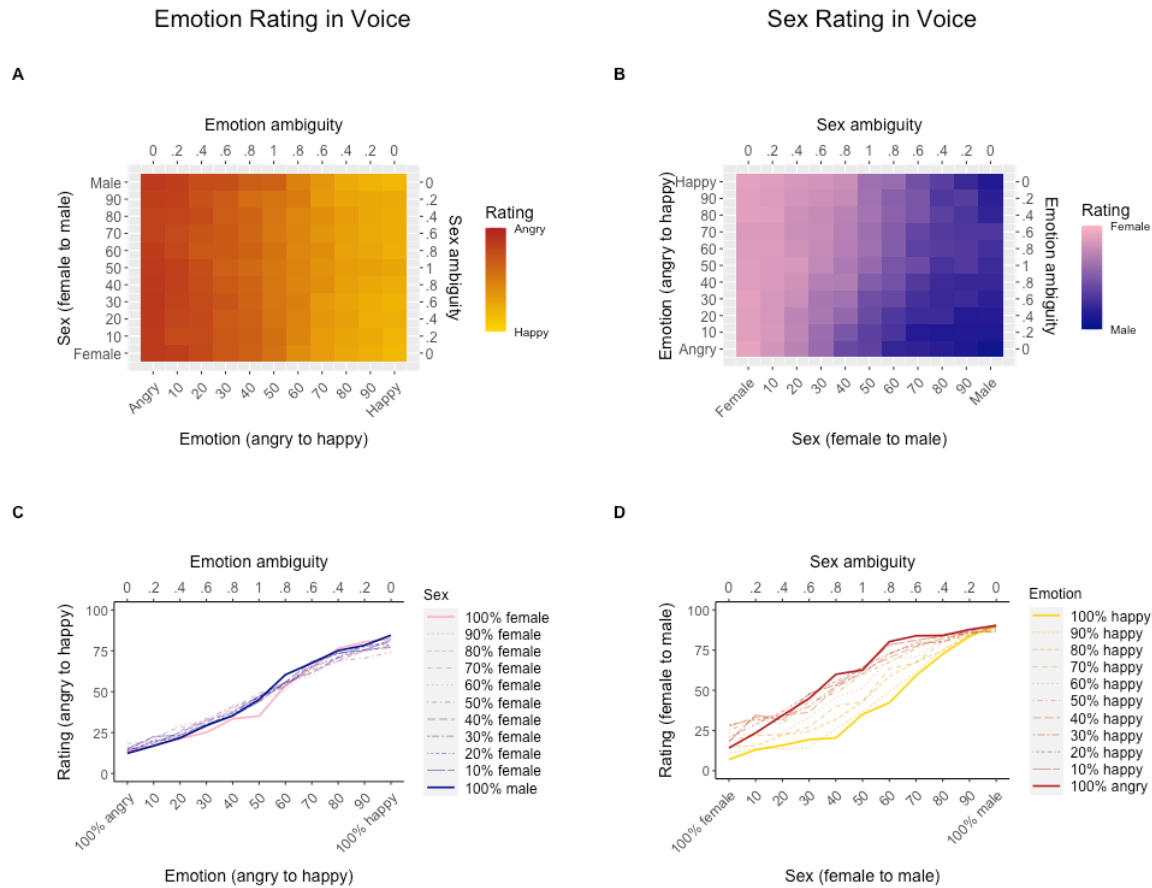 Emotion Rating in Voice
Sex Rating in Voice
A
Emotion ambiguity
0 .2 .4 .6 .8 1 .8 .6 .4 .2 0
Sex (female to male)
Male
90
80
70
60
50
40
30
20
10
Female
0
.2
.4
.6
.8
1
.8
.6
.4
.2
0
Sex ambiguity
Rating
Angry
Happy
Angry 10 20 30 40 50 60 70 80 90 Happy
Emotion (angry to happy)
B
Sex ambiguity
0 .2 .4 .6 .8 1 .8 .6 .4 .2 0
Emotion (angry to happy)
Happy
90
80
70
60
50
40
30
20
10
Angry
0
.2
.4
.6
.8
1
.8
.6
.4
.2
0
Emotion ambiguity
Rating
Female
Male
Female 10 20 30 40 50 60 70 80 90 Male
Sex (female to male)
C
Emotion ambiguity
0 .2 .4 .6 .8 1 .8 .6 .4 .2 0
Rating (angry to happy)
100
75
50
25
0
100% angry 10 20 30 40 50 60 70 80 90 100% happy
Emotion (angry to happy)
Sex
100% female
90% female
80% female
70% female
60% female
50% female
40% female
30% female
20% female
10% female
100% male
D
Sex ambiguity
0 .2 .4 .6 .8 1 .8 .6 .4 .2 0
Rating (female to male)
100
75
50
25
0
100% female 10 20 30 40 50 60 70 80 90 100% male
Sex (female to male)
Emotion
100% happy
90% happy
80% happy
70% happy
60% happy
50% happy
40% happy
30% happy
20% happy
10% happy
100% angry